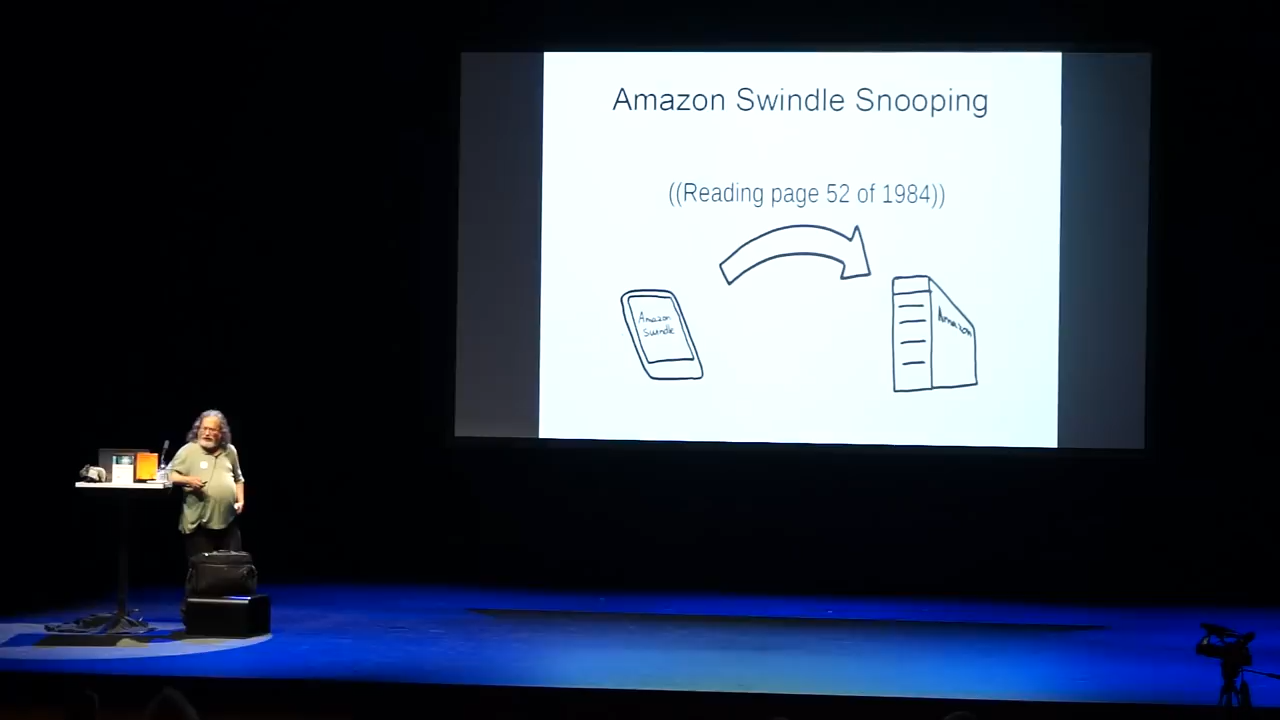 Amazon Swindle Snooping
((Reading page 52 of 1984))
Amazon
Swindle
Amazon